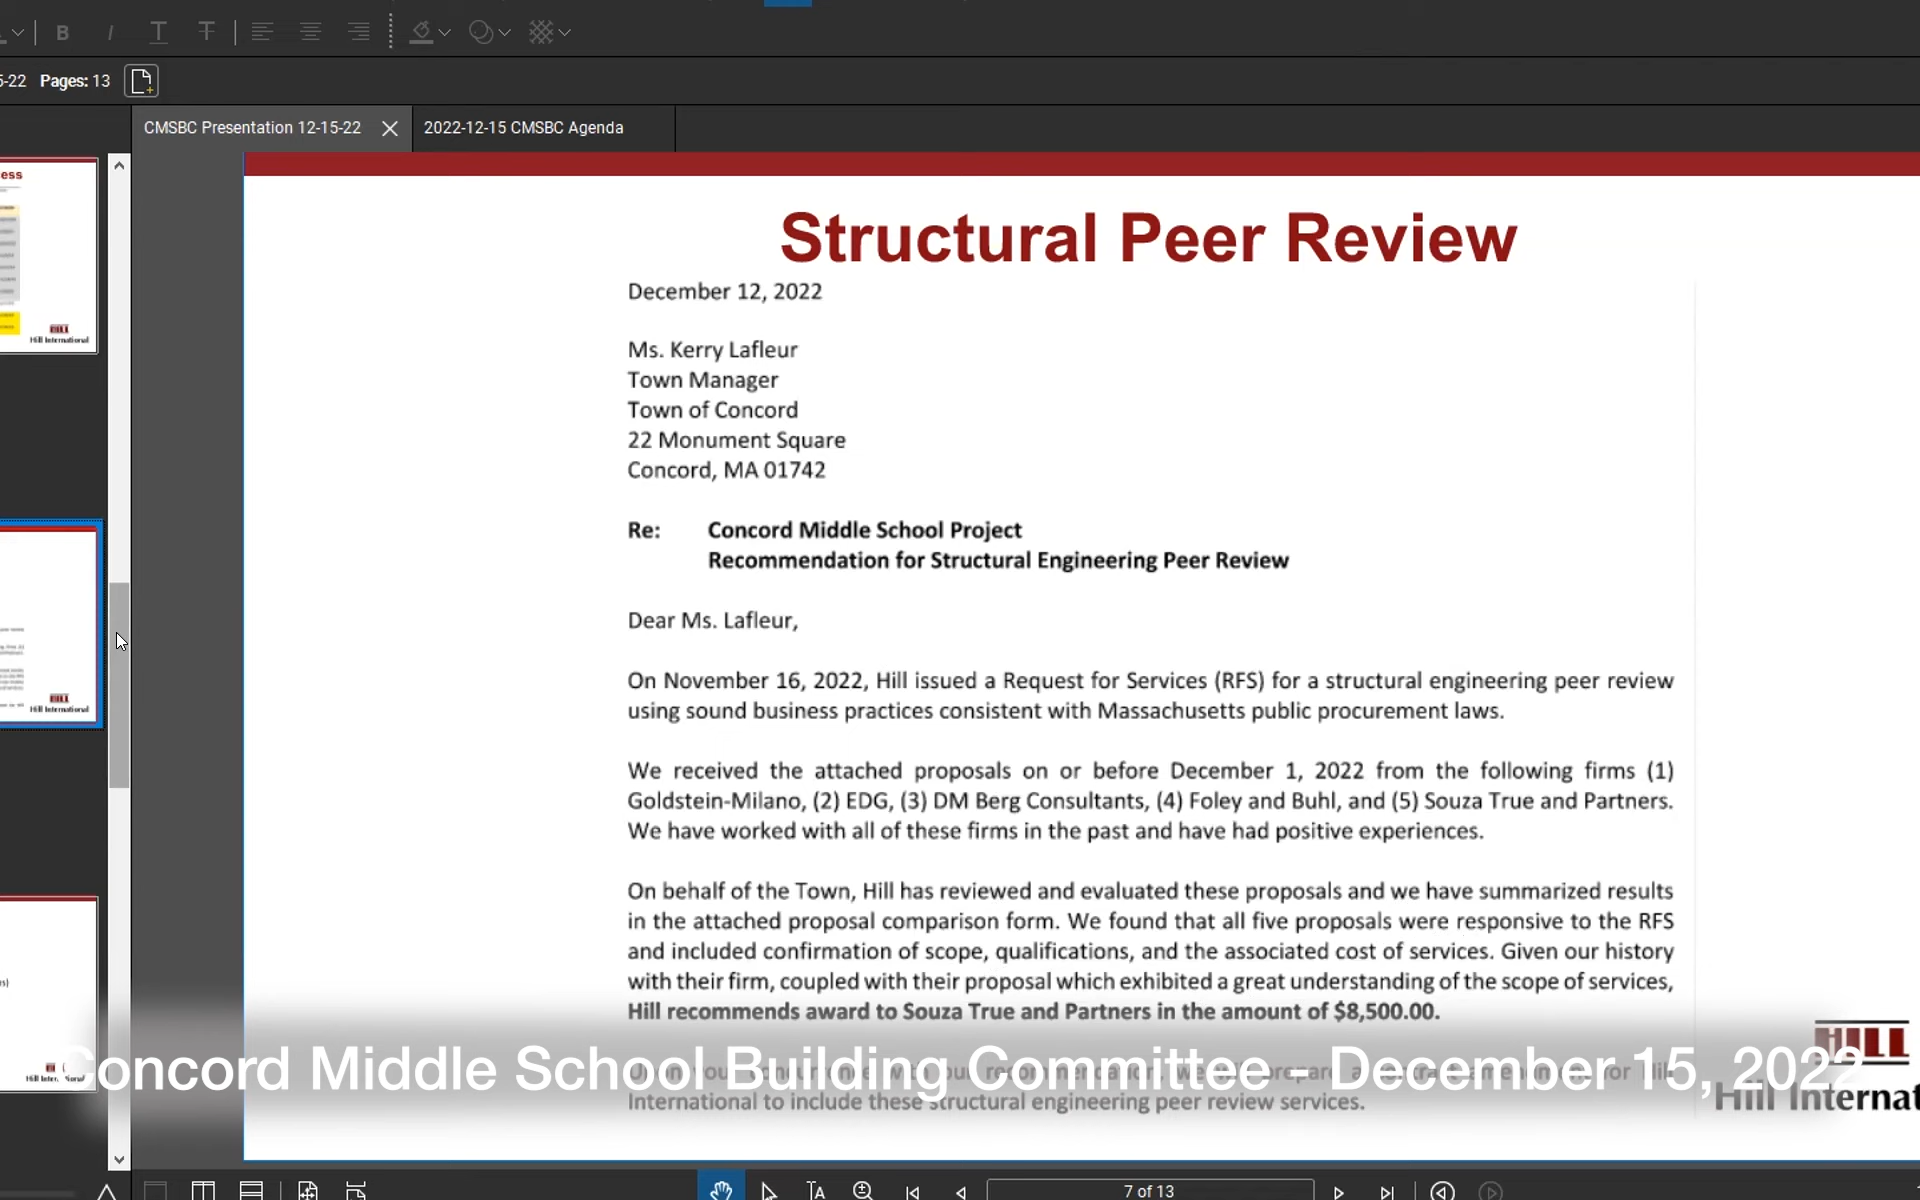 B I T T
5-22 Pages: 13
CMSBC Presentation 12-15-22 2022-12-15 CMSBC Agenda
ess
HILL
Hill International
HILL
Hill International
Structural Peer Review
December 12, 2022
Ms. Kerry Lafleur
Town Manager
Town of Concord
22 Monument Square
Concord, MA 01742
Re: Concord Middle School Project
Recommendation for Structural Engineering Peer Review
Dear Ms. Lafleur,
On November 16, 2022, Hill issued a Request for Services (RFS) for a structural engineering peer review
using sound business practices consistent with Massachusetts public procurement laws.
We received the attached proposals on or before December 1, 2022 from the following firms (1)
Goldstein-Milano, (2) EDG, (3) DM Berg Consultants, (4) Foley and Buhl, and (5) Souza True and Partners.
We have worked with all of these firms in the past and have had positive experiences.
On behalf of the Town, Hill has reviewed and evaluated these proposals and we have summarized results
in the attached proposal comparison form. We found that all five proposals were responsive to the RFS
and included confirmation of scope, qualifications, and the associated cost of services. Given our history
with their firm, coupled with their proposal which exhibited a great understanding of the scope of services,
Hill recommends award to Souza True and Partners in the amount of $8,500.00.
Concord Middle School Building Committee - December 15, 2022
International to include these structural engineering peer review services.
HILL
Hill Internat
7 of 13